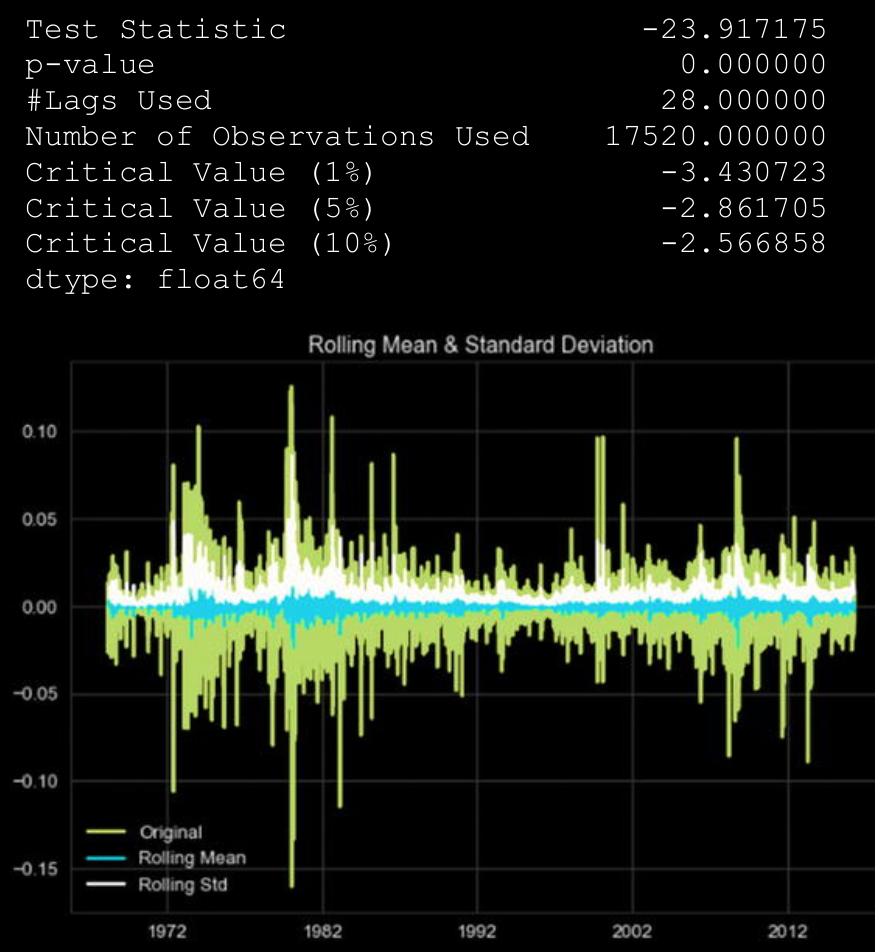 Test Statistic -23.917175
p-value 0.000000
#Lags Used 28.000000
Number of Observations Used 17520.000000
Critical Value (1%) -3.430723
Critical Value (5%) -2.861705
Critical Value (10%) -2.566858
dtype: float64
Rolling Mean & Standard Deviation
0.10
0.05
0.00
−0.05
−0.10
−0.15
Original
Rolling Mean
Rolling Std
1972 1982 1992 2002 2012